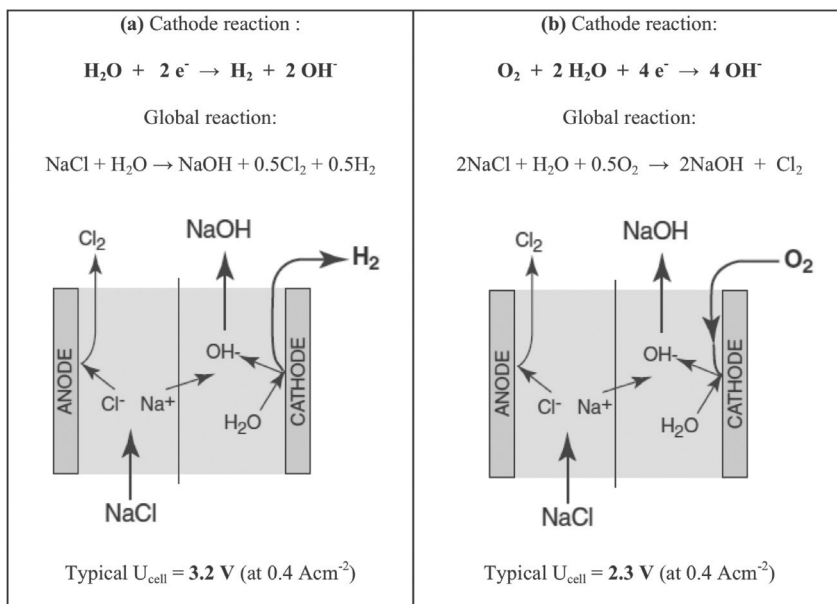 (a) Cathode reaction :
H₂O + 2 e⁻ → H₂ + 2 OH⁻
Global reaction:
NaCl + H₂O → NaOH + 0.5Cl₂ + 0.5H₂
NaOH
Cl₂
H₂
ANODE
OH-
CATHODE
Cl⁻ Na⁺
H₂O
NaCl
Typical U_cell = 3.2 V (at 0.4 Acm⁻²)
(b) Cathode reaction:
O₂ + 2 H₂O + 4 e⁻ → 4 OH⁻
Global reaction:
2NaCl + H₂O + 0.5O₂ → 2NaOH + Cl₂
NaOH
Cl₂
O₂
ANODE
OH-
CATHODE
Cl⁻ Na⁺
H₂O
NaCl
Typical U_cell = 2.3 V (at 0.4 Acm⁻²)